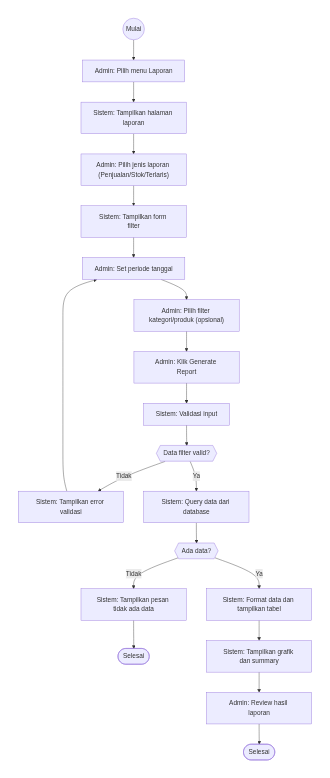 Mulai
Admin: Pilih menu Laporan
Sistem: Tampilkan halaman
laporan
Admin: Pilih jenis laporan
(Penjualan/Stok/Terlaris)
Sistem: Tampilkan form
filter
Admin: Set periode tanggal
Admin: Pilih filter
kategori/produk (opsional)
Admin: Klik Generate
Report
Sistem: Validasi input
Data filter valid?
Tidak
Ya
Sistem: Tampilkan error
validasi
Sistem: Query data dari
database
Ada data?
Tidak
Ya
Sistem: Tampilkan pesan
tidak ada data
Sistem: Format data dan
tampilkan tabel
Selesai
Sistem: Tampilkan grafik
dan summary
Admin: Review hasil
laporan
Selesai